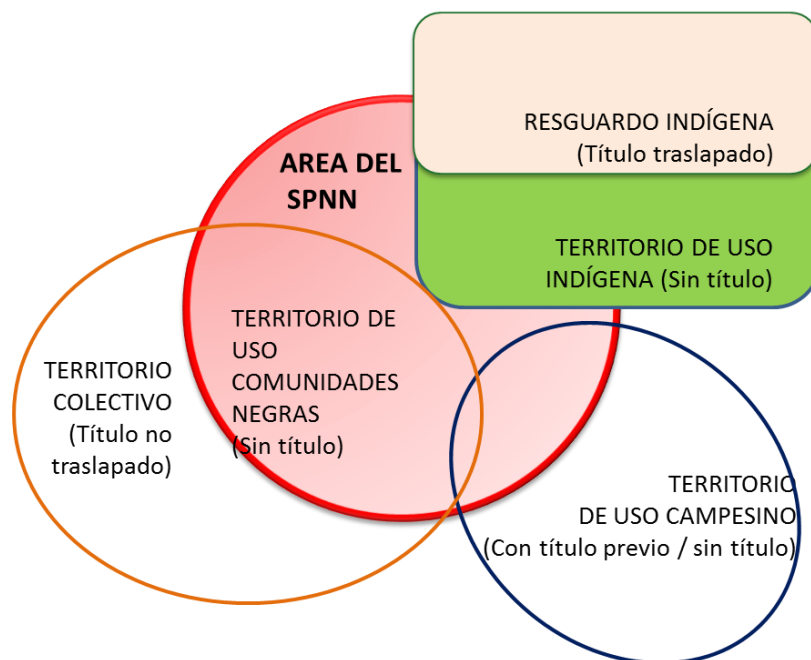 RESGUARDO INDÍGENA
(Título traslapado)
AREA DEL
SPNN
TERRITORIO DE USO
INDÍGENA (Sin título)
TERRITORIO DE
USO
COMUNIDADES
NEGRAS
(Sin título)
TERRITORIO
COLECTIVO
(Título no
traslapado)
TERRITORIO
DE USO CAMPESINO
(Con título previo / sin título)